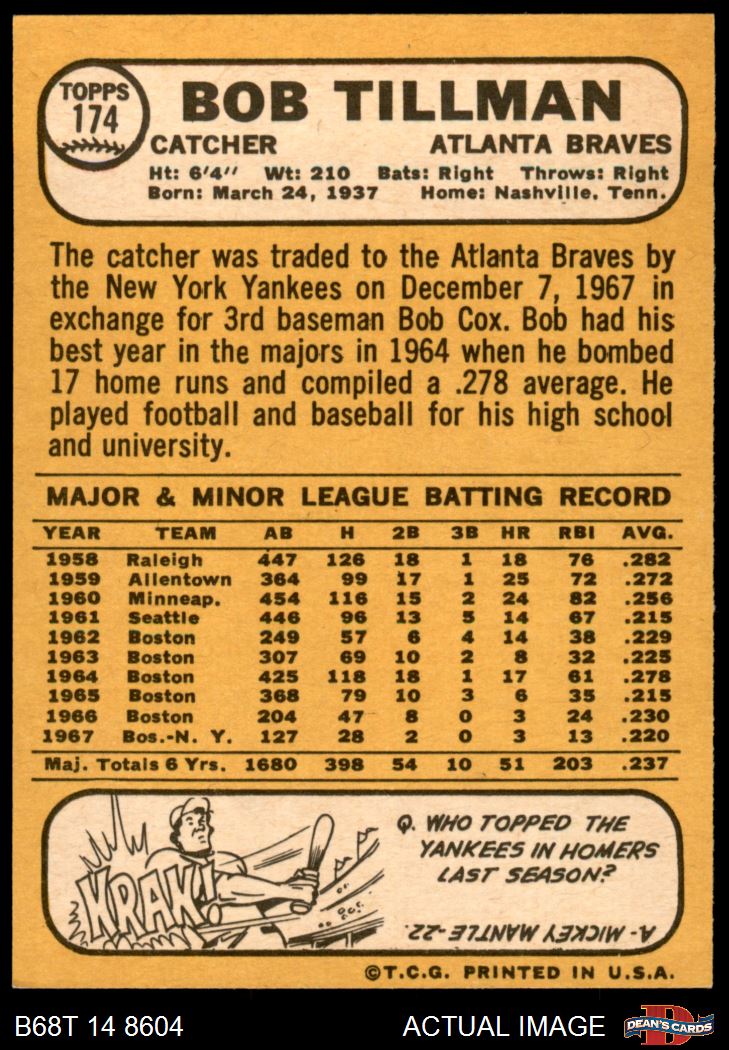 TOPPS
174
BOB TILLMAN
CATCHER ATLANTA BRAVES
Ht: 6'4" Wt: 210 Bats: Right Throws: Right
Born: March 24, 1937 Home: Nashville, Tenn.
The catcher was traded to the Atlanta Braves by
the New York Yankees on December 7, 1967 in
exchange for 3rd baseman Bob Cox. Bob had his
best year in the majors in 1964 when he bombed
17 home runs and compiled a .278 average. He
played football and baseball for his high school
and university.
MAJOR & MINOR LEAGUE BATTING RECORD
YEAR TEAM AB H 2B 3B HR RBI AVG.
1958 Raleigh 447 126 18 1 18 76 .282
1959 Allentown 364 99 17 1 25 72 .272
1960 Minneap. 454 116 15 2 24 82 .256
1961 Seattle 446 96 13 5 14 67 .215
1962 Boston 249 57 6 4 14 38 .229
1963 Boston 307 69 10 2 8 32 .225
1964 Boston 425 118 18 1 17 61 .278
1965 Boston 368 79 10 3 6 35 .215
1966 Boston 204 47 8 0 3 24 .230
1967 Bos.-N. Y. 127 28 2 0 3 13 .220
Maj. Totals 6 Yrs. 1680 398 54 10 51 203 .237
KRAK!
Q. WHO TOPPED THE
YANKEES IN HOMERS
LAST SEASON?
A- MICKEY MANTLE-22.
©T.C.G. PRINTED IN U.S.A.
B68T 14 8604 ACTUAL IMAGE
D
DEAN'S CARDS